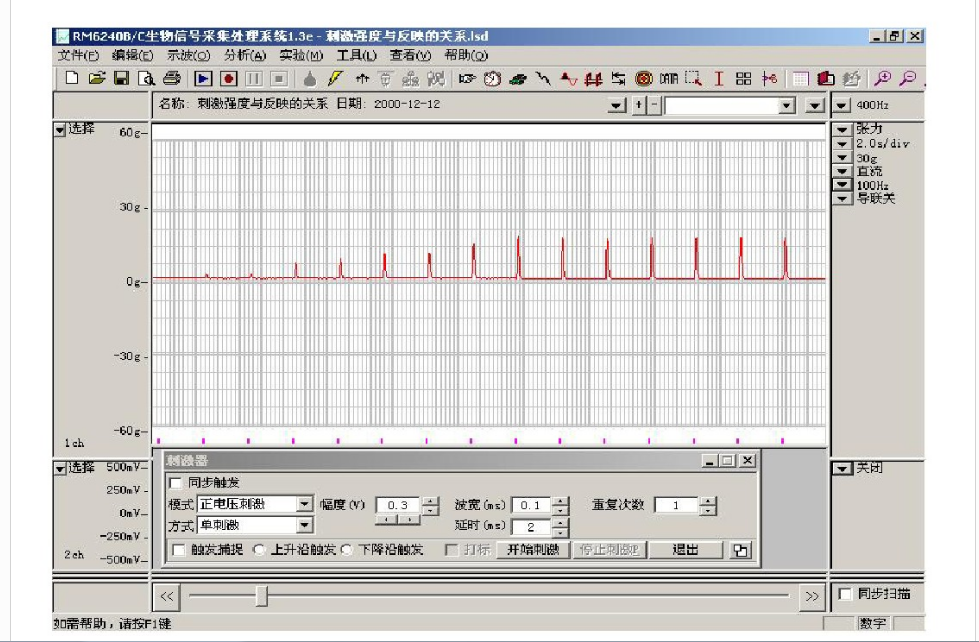 RM6240B/C生物信号采集处理系统1.3e - 刺激强度与反映的关系.lsd
文件(F) 编辑(E) 示波(O) 分析(A) 实验(M) 工具(L) 查看(V) 帮助(Q)
名称: 刺激强度与反映的关系 日期: 2000-12-12
+ -
400Hz
选择
60g
30g
0g
-30g
-60g
1ch
张力
2.0s/div
30g
直流
100Hz
导联关
选择
500mV
250mV
0mV
-250mV
-500mV
2ch
关闭
刺激器
同步触发
模式 正电压刺激 幅度(V) 0.3 波宽(ms) 0.1 重复次数 1
方式 单刺激 延时(ms) 2
触发捕捉 上升沿触发 下降沿触发 打标 开始刺激 停止刺激 退出
<< >>
同步扫描
如需帮助，请按F1键
数字